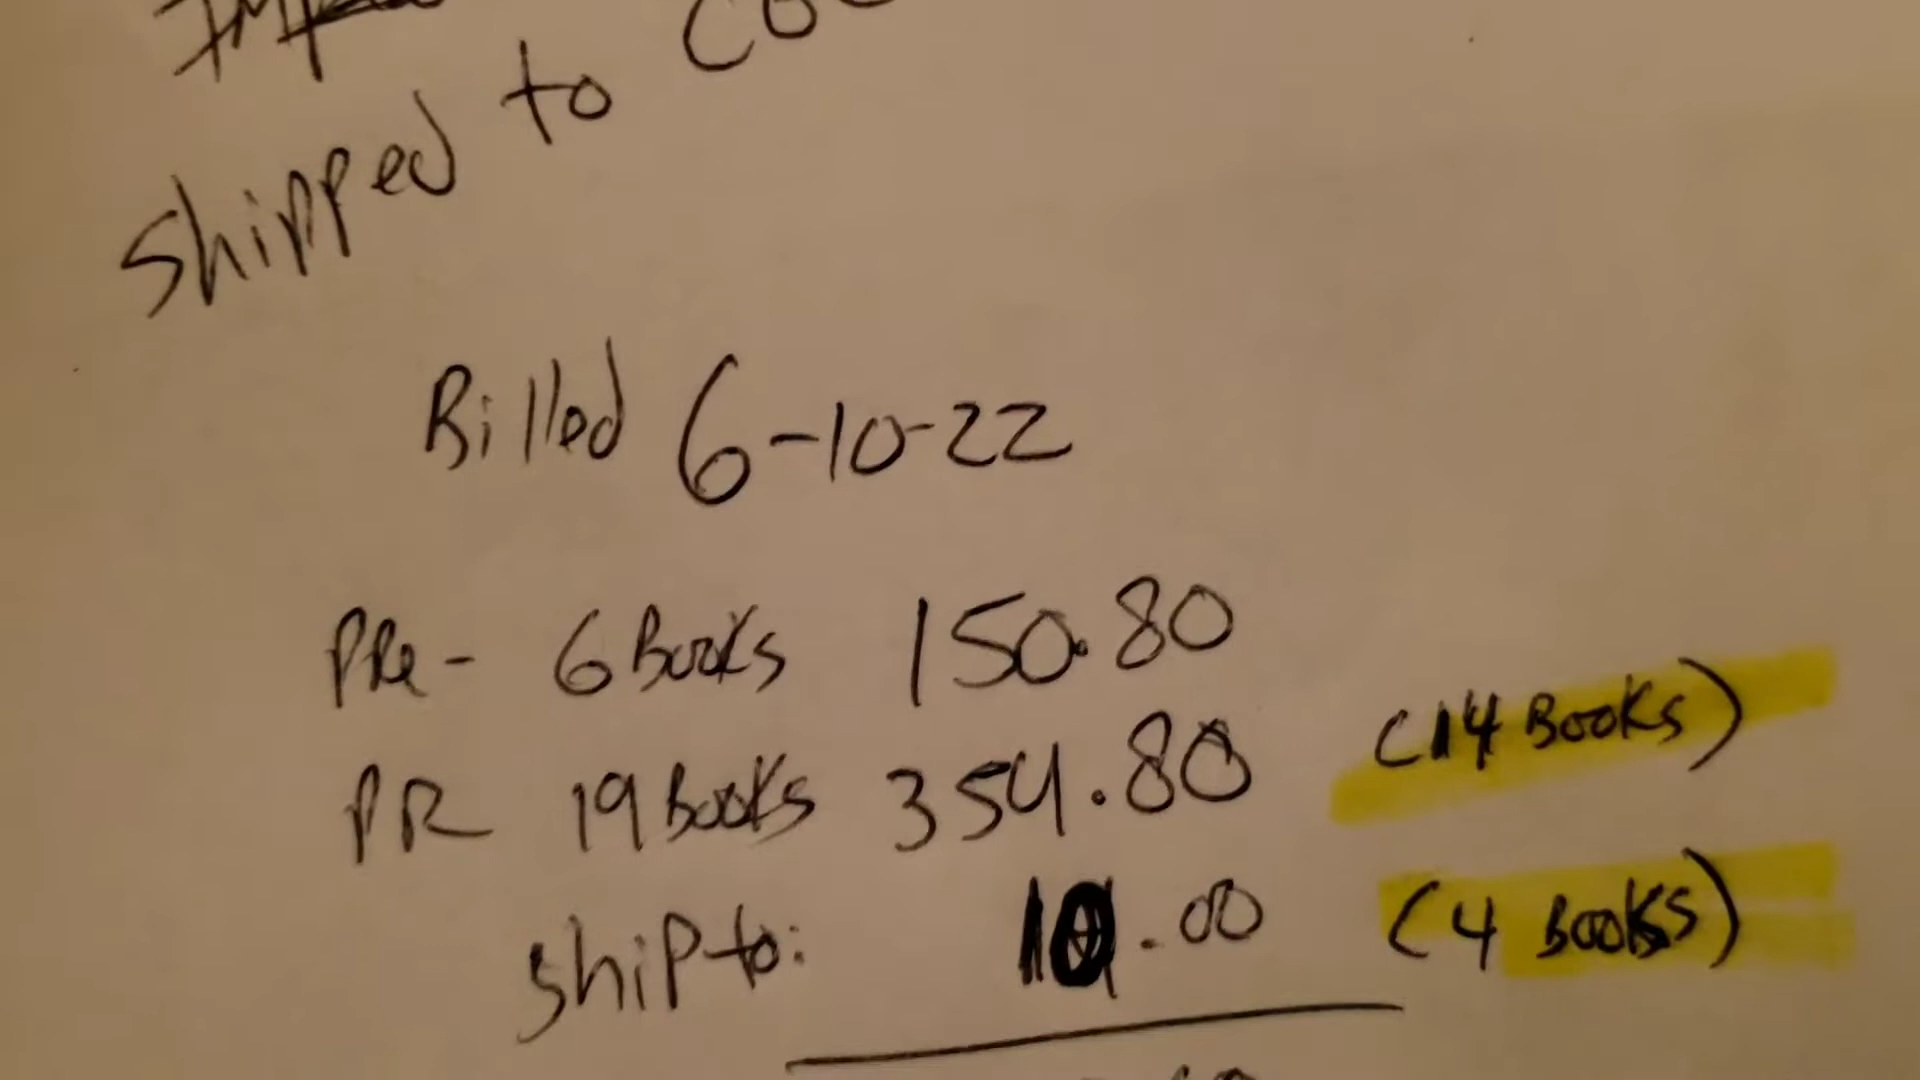 shipped to
Billed 6-10-22
PRe- 6 Books 150.80
PR 19 Books 354.80 (14 Books)
ship to: 10.00 (4 Books)